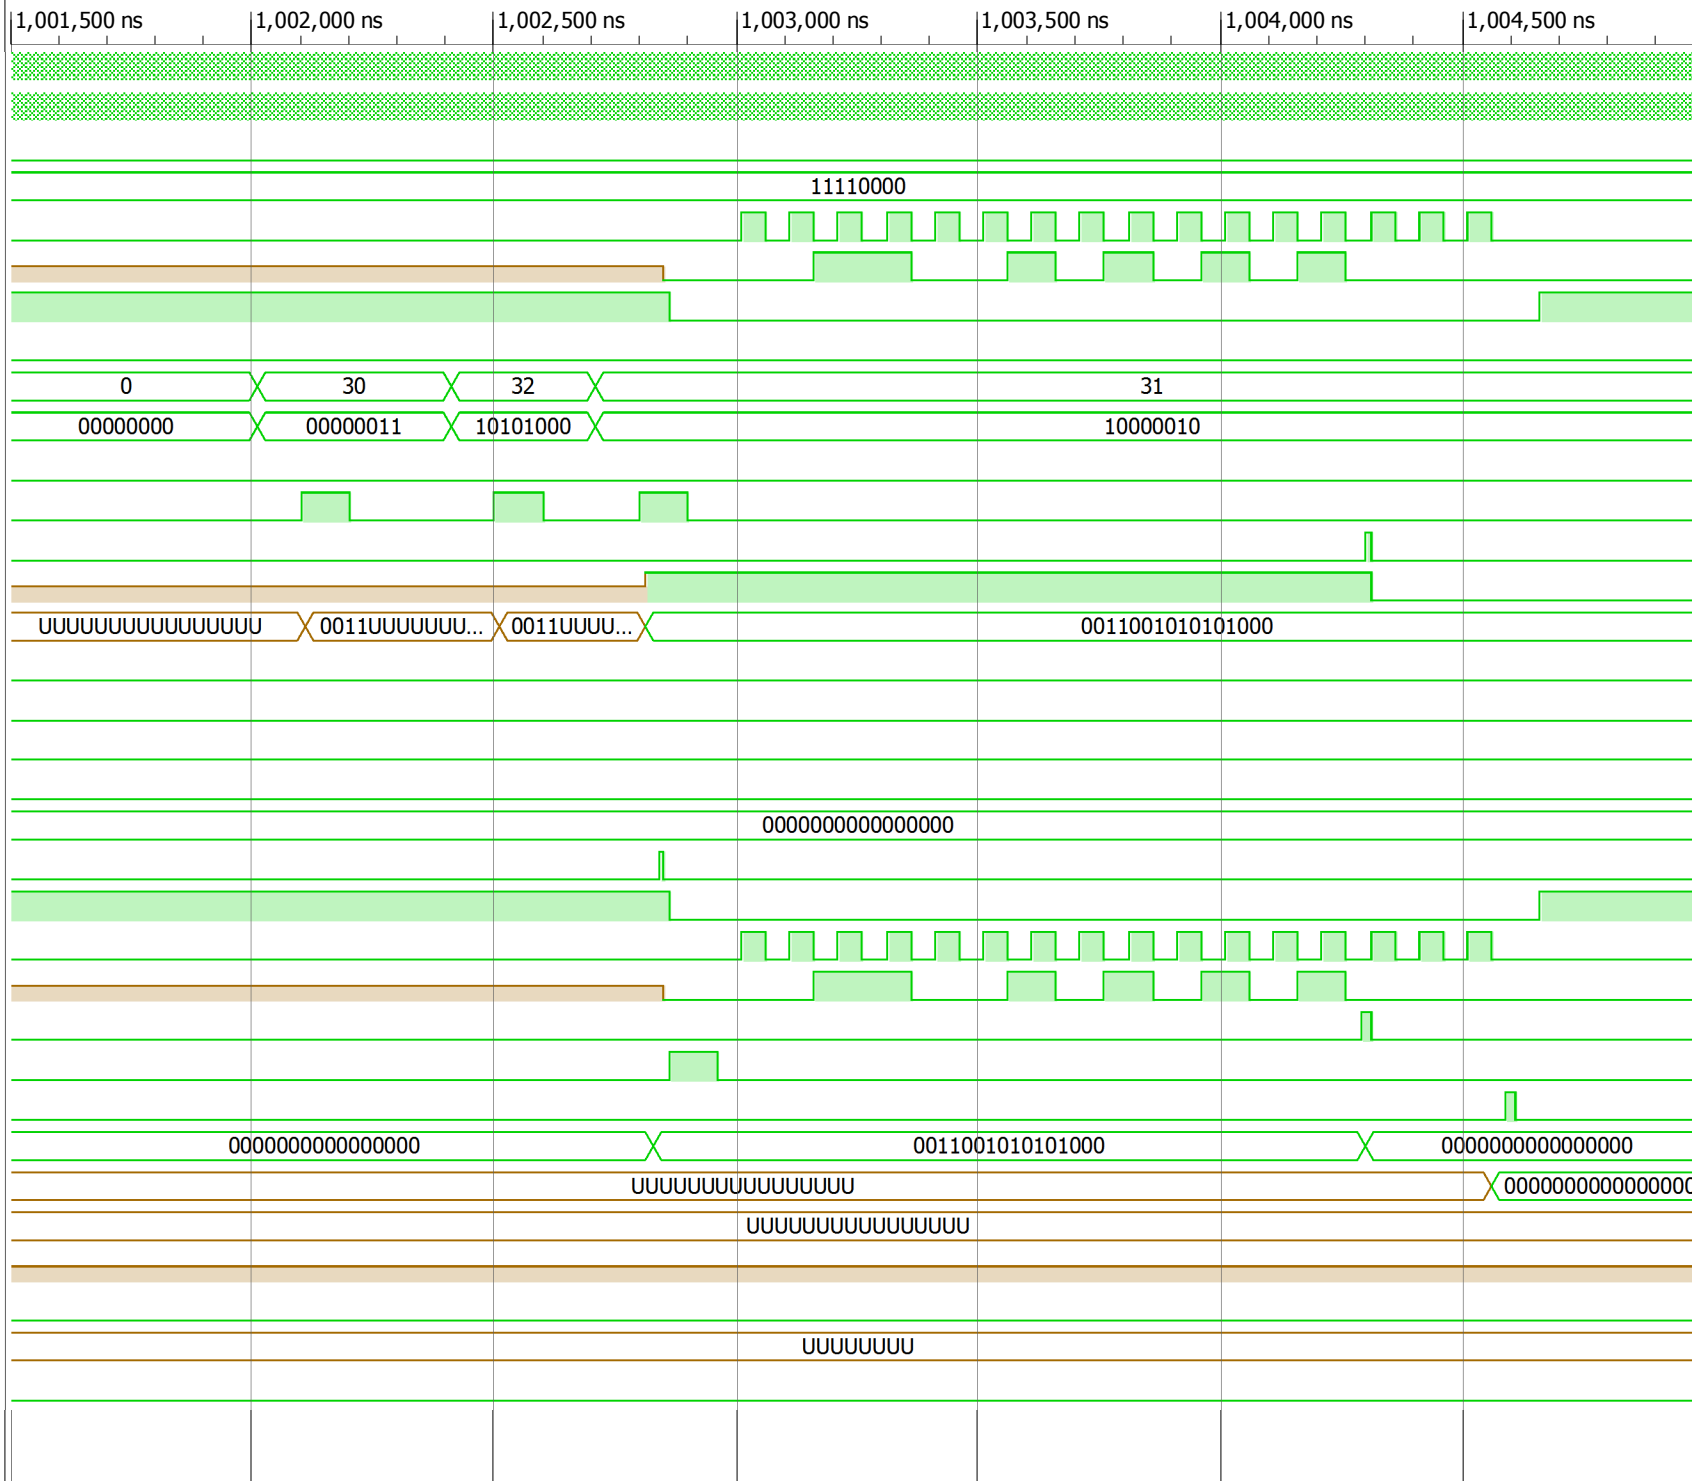 1,001,500 ns 1,002,000 ns 1,002,500 ns 1,003,000 ns 1,003,500 ns 1,004,000 ns 1,004,500 ns
11110000
0 30 32 31
00000000 00000011 10101000 10000010
UUUUUUUUUUUUUUUU 0011UUUUUUU... 0011UUUU... 0011001010101000
0000000000000000
0000000000000000 0011001010101000 0000000000000000
UUUUUUUUUUUUUUUU 0000000000000000
UUUUUUUUUUUUUUUU
UUUUUUUU